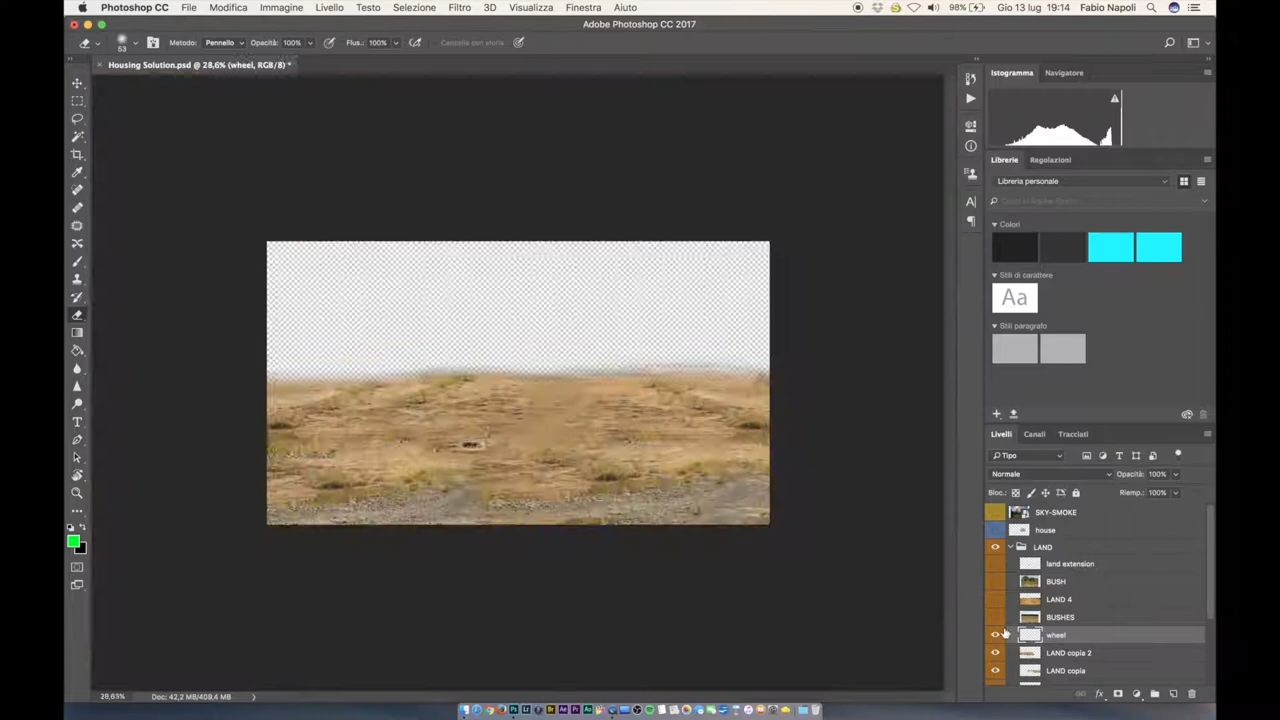 Photoshop CC File Modifica Immagine Livello Testo Selezione Filtro 3D Visualizza Finestra Aiuto 98% Gio 13 lug 19:14 Fabio Napoli
Adobe Photoshop CC 2017
53 Metodo: Pennello Opacità: 100% Flus.: 100% Cancella con storia
Housing Solution.psd @ 28,6% (wheel, RGB/8) *
Istogramma Navigatore
Librerie Regolazioni
Libreria personale
Colori
Stili di carattere
Aa
Stili paragrafo
Livelli Canali Tracciati
Tipo
Normale Opacità: 100%
Bloc.: Riemp.: 100%
SKY-SMOKE
house
LAND
land extension
BUSH
LAND 4
BUSHES
wheel
LAND copia 2
LAND copia
28,65% Doc: 42,2 MB/409,4 MB